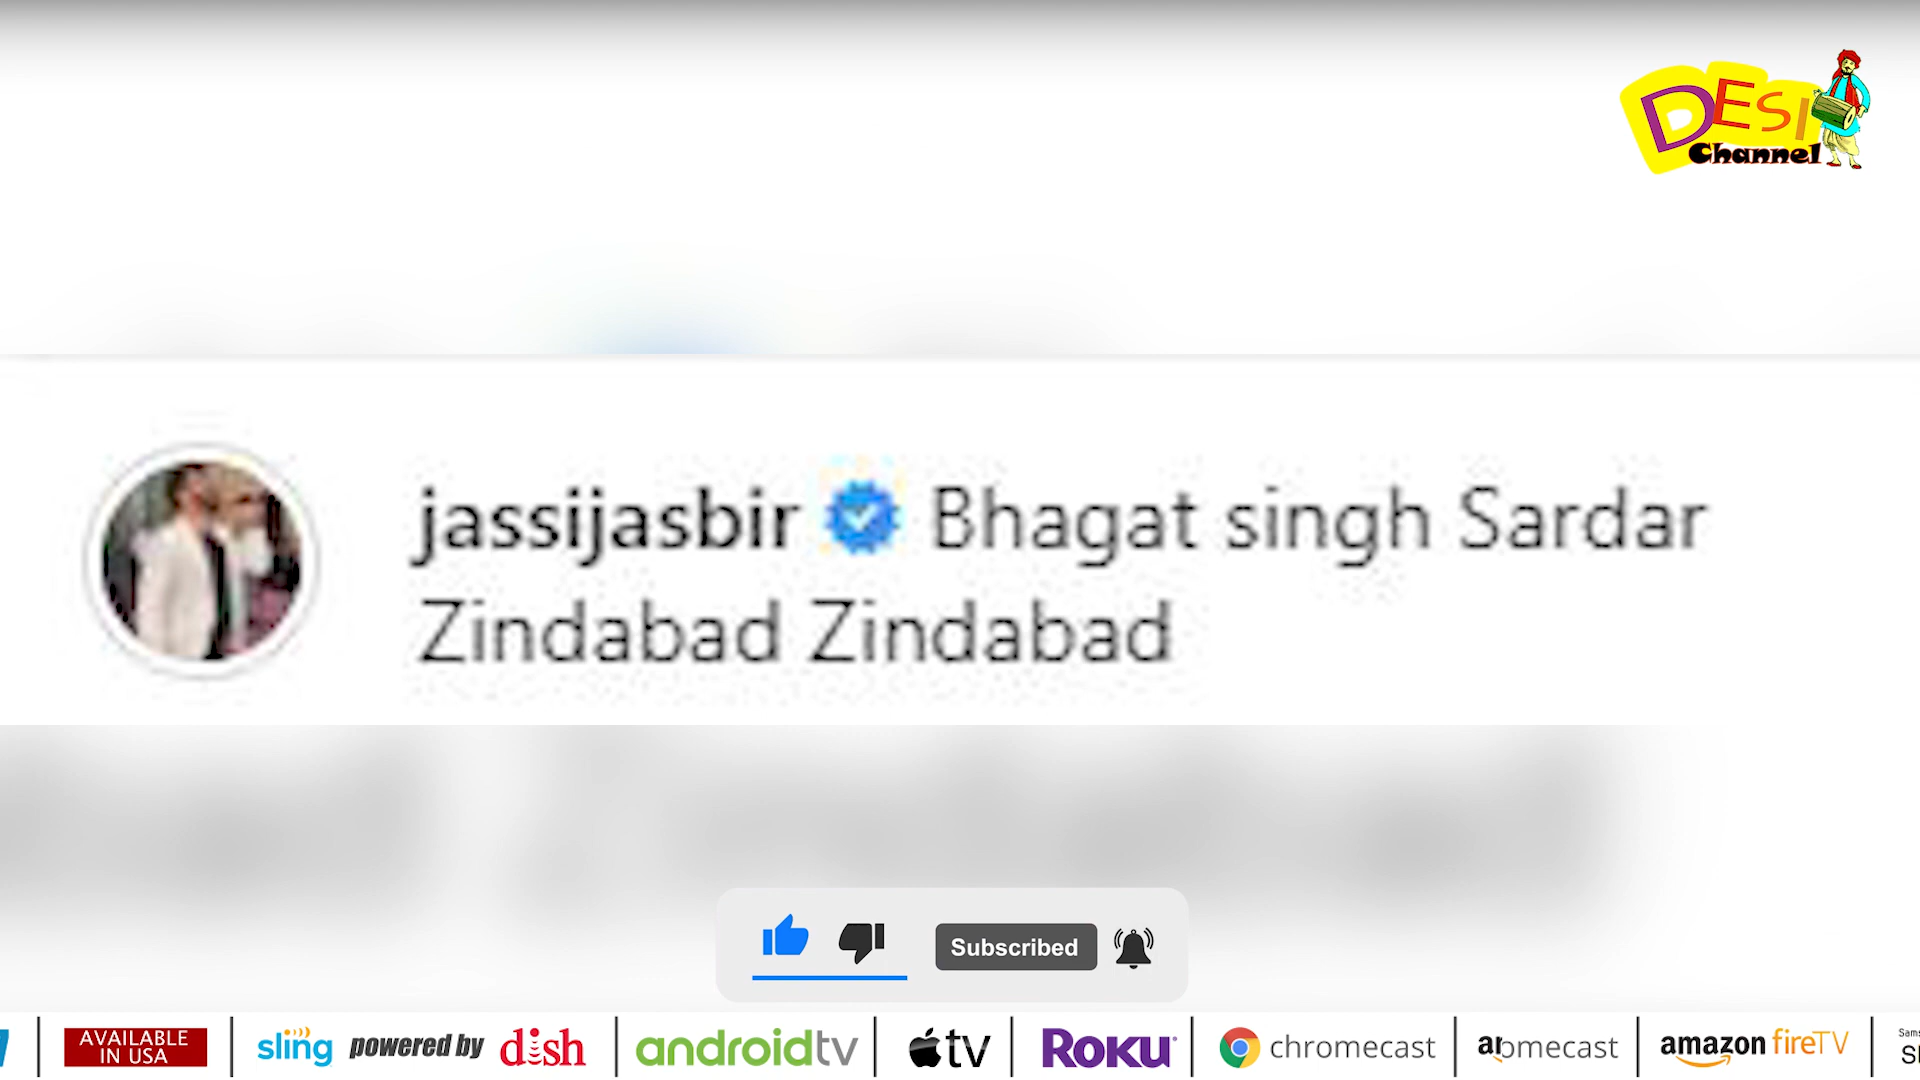 DESI
Channel
jassijasbir Bhagat singh Sardar
Zindabad Zindabad
Subscribed
AVAILABLE
IN USA
sling powered by dish
androidtv
tv
ROKU
chromecast
omecast
amazon fireTV